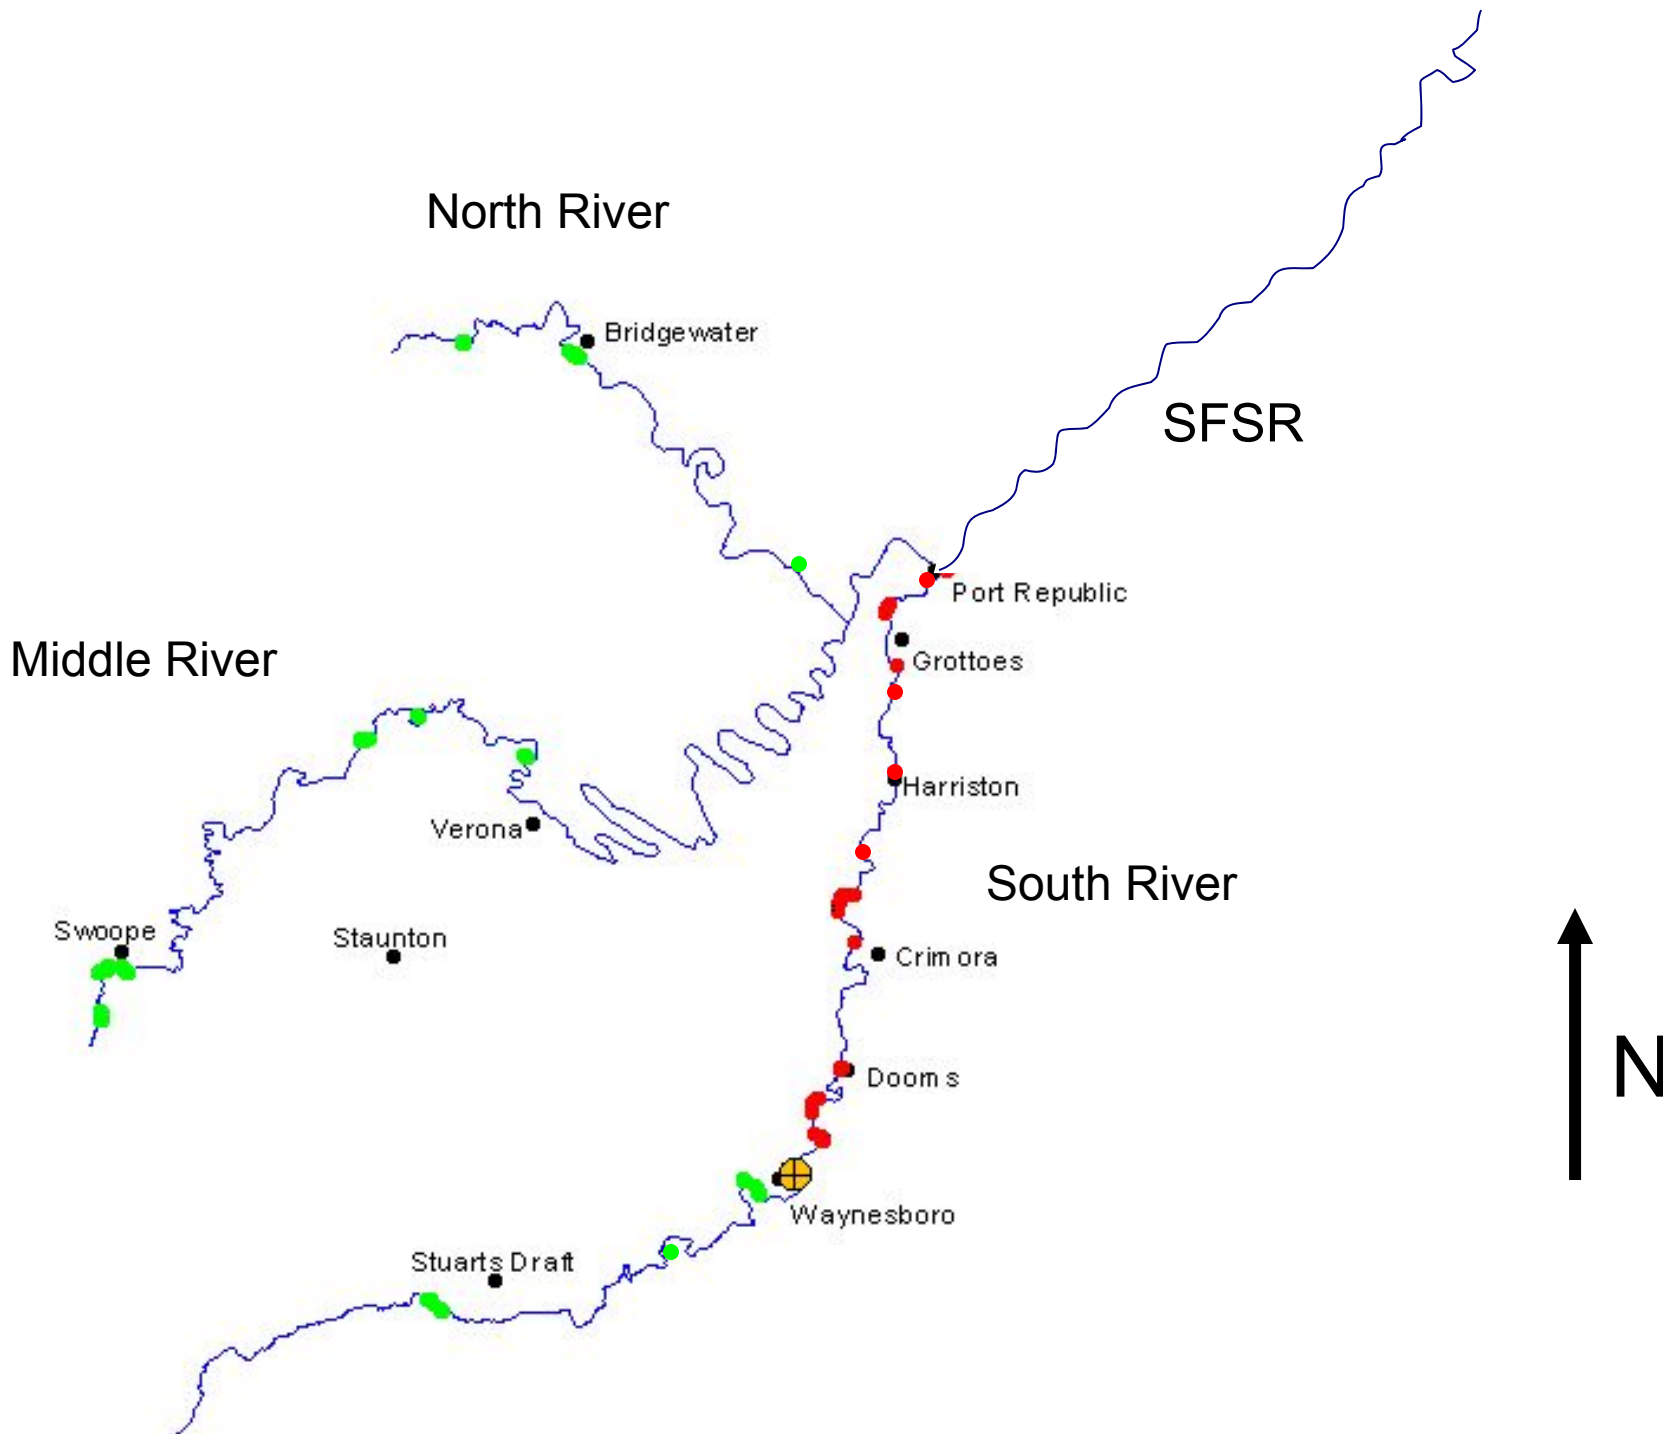 North River
Bridgewater
SFSR
Port Republic
Middle River
Grottoes
Harriston
Verona
South River
Swoope
Staunton
Crimora
N
Dooms
Waynesboro
Stuarts Draft